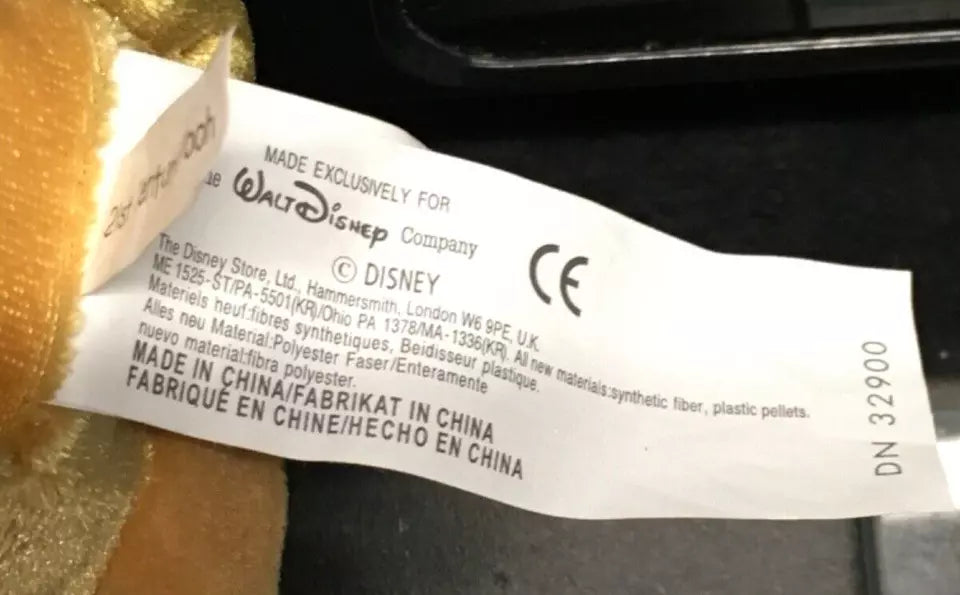 MADE EXCLUSIVELY FOR
WALT DISNEY Company
© DISNEY
CE
The Disney Store, Ltd., Hammersmith, London W6 9PE, U.K.
ME 1525-ST/PA-5501(KR)/Ohio PA 1378/MA-1336(KR). All new materials:synthetic fiber, plastic pellets.
Materiels heuf:fibres synthetiques, Beidisseur plastique.
Alles neu Material:Polyester Faser/Enteramente
nuevo material:fibra polyester.
MADE IN CHINA/FABRIKAT IN CHINA
FABRIQUÉ EN CHINE/HECHO EN CHINA
DN 32900